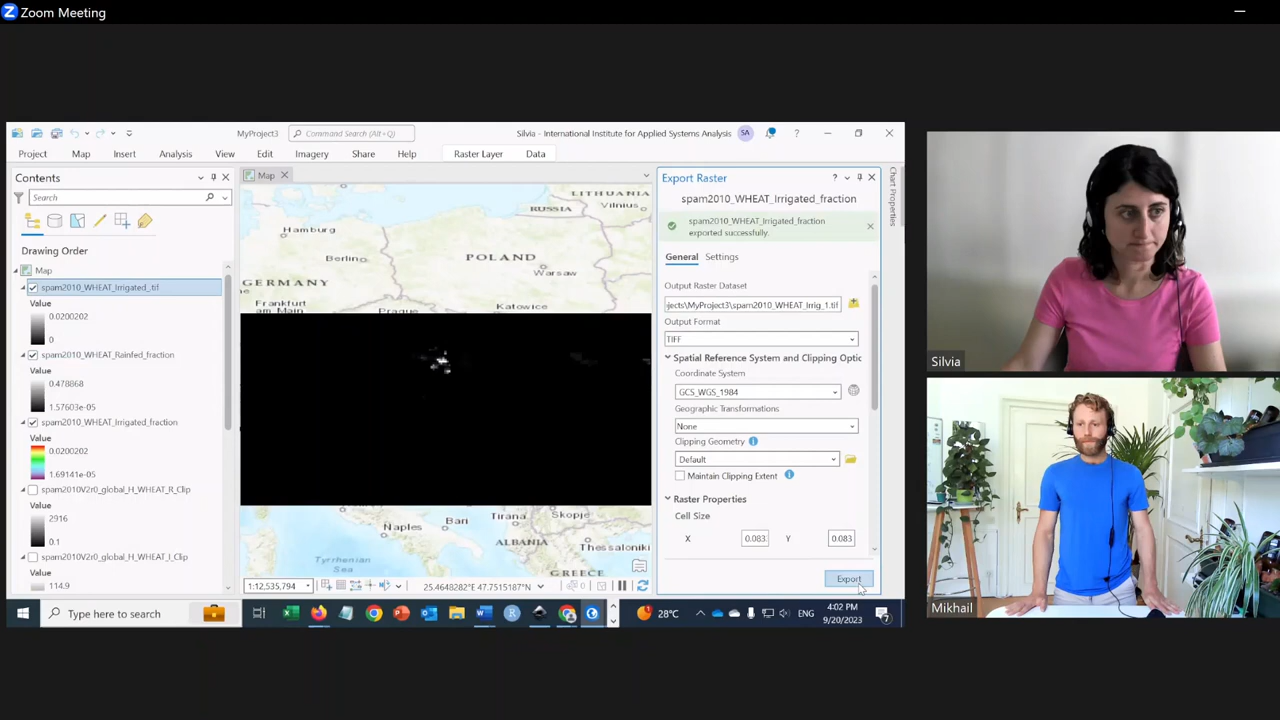 Zoom Meeting
MyProject3
Command Search (Alt+Q)
Silvia - International Institute for Applied Systems Analysis
SA
?
Project
Map
Insert
Analysis
View
Edit
Imagery
Share
Help
Raster Layer
Data
Contents
Search
Drawing Order
Map
spam2010_WHEAT_Irrigated_.tif
Value
0.0200202
0
spam2010_WHEAT_Rainfed_fraction
Value
0.478868
1.57603e-05
spam2010_WHEAT_Irrigated_fraction
Value
0.0200202
1.69141e-05
spam2010V2r0_global_H_WHEAT_R_Clip
Value
2916
0.1
spam2010V2r0_global_H_WHEAT_I_Clip
Value
114.9
Map
LITHUANIA
Vilnius
RUSSIA
Hamburg
Berlin
POLAND
Warsaw
GERMANY
Frankfurt
am Main
Prague
Katowice
Naples
Bari
Tirana
Skopje
ALBANIA
Thessaloniki
Tyrrhenian
Sea
GREECE
1:12,535,794
25.4648282°E 47.7515187°N
0
Export Raster
?
spam2010_WHEAT_Irrigated_fraction
spam2010_WHEAT_Irrigated_fraction
exported successfully.
General
Settings
Output Raster Dataset
jects\MyProject3\spam2010_WHEAT_Irrig_1.tif
Output Format
TIFF
Spatial Reference System and Clipping Optic
Coordinate System
GCS_WGS_1984
Geographic Transformations
None
Clipping Geometry
Default
Maintain Clipping Extent
Raster Properties
Cell Size
X
0.083
Y
0.083
Export
Chart Properties
Type here to search
28°C
ENG
4:02 PM
9/20/2023
7
Silvia
Mikhail